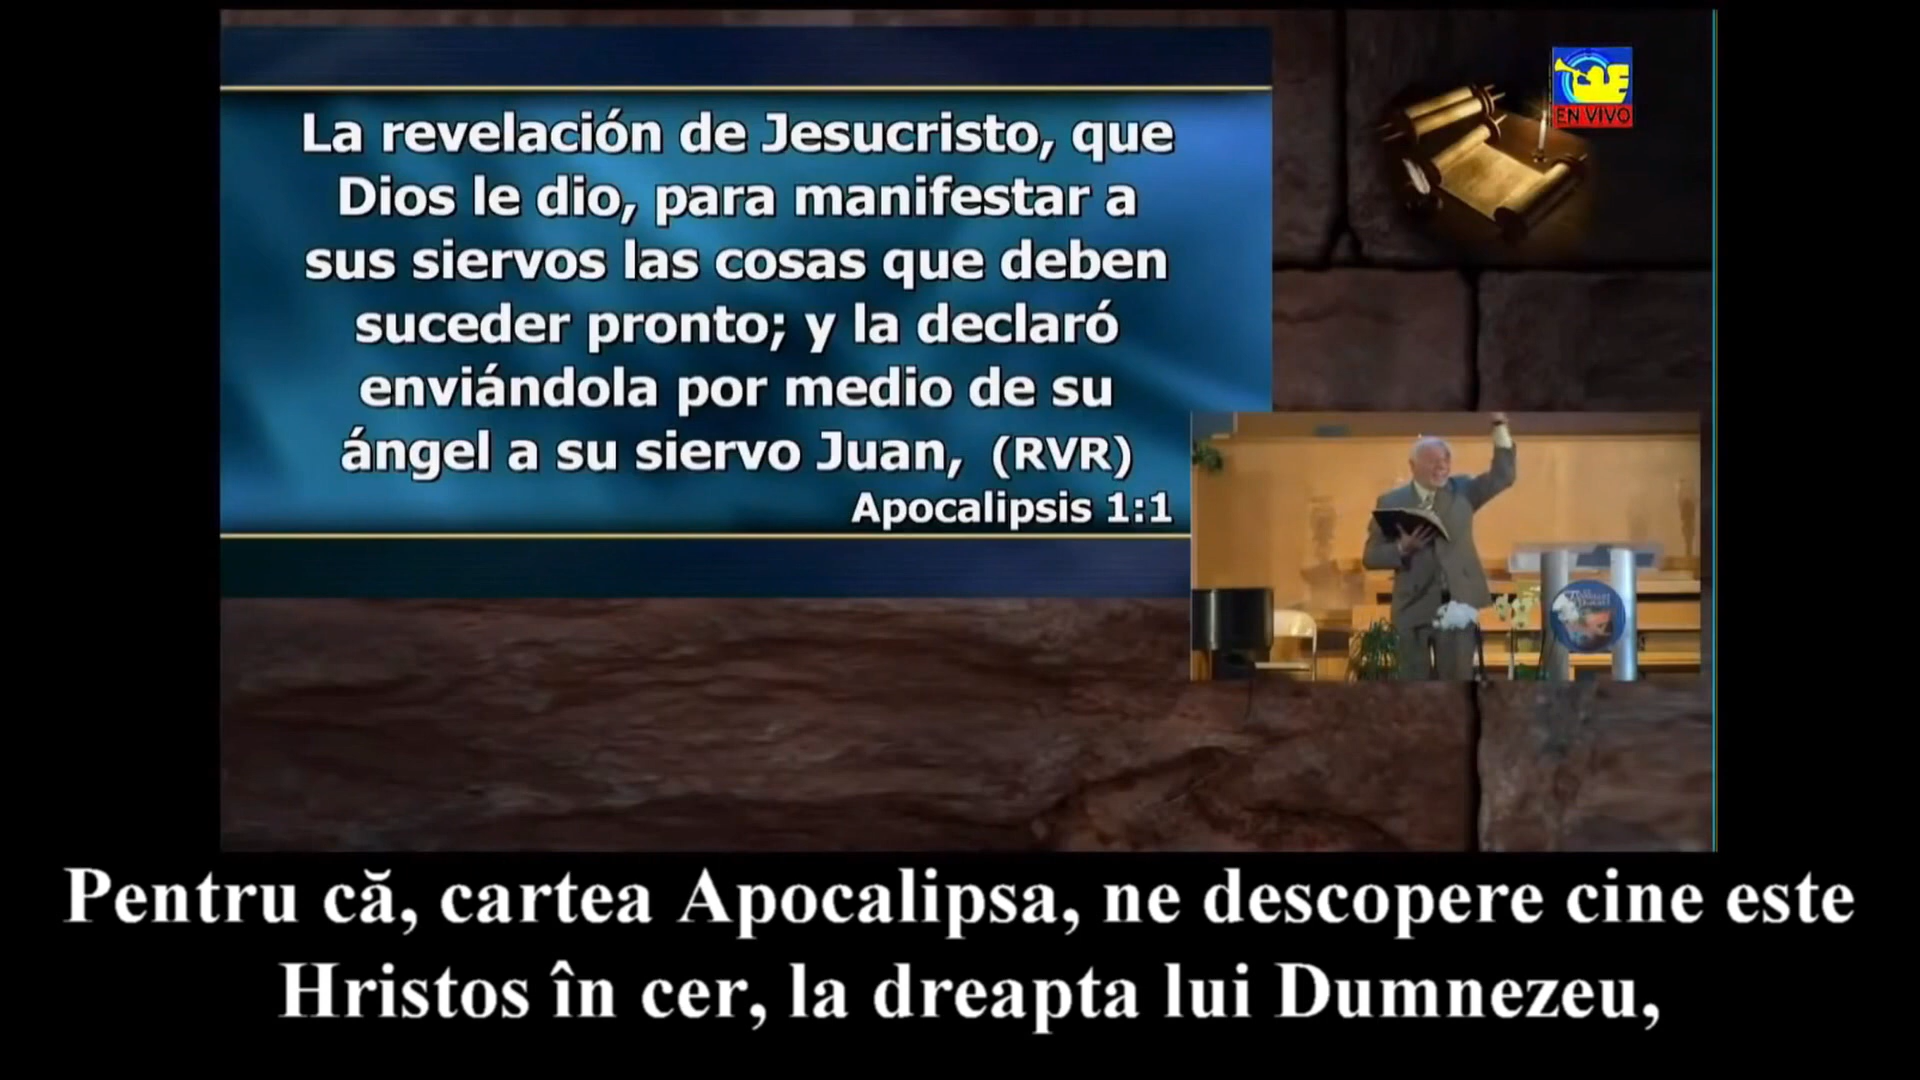 La revelación de Jesucristo, que
Dios le dio, para manifestar a
sus siervos las cosas que deben
suceder pronto; y la declaró
enviándola por medio de su
ángel a su siervo Juan, (RVR)
Apocalipsis 1:1
EN VIVO
Pentru că, cartea Apocalipsa, ne descopere cine este
Hristos în cer, la dreapta lui Dumnezeu,